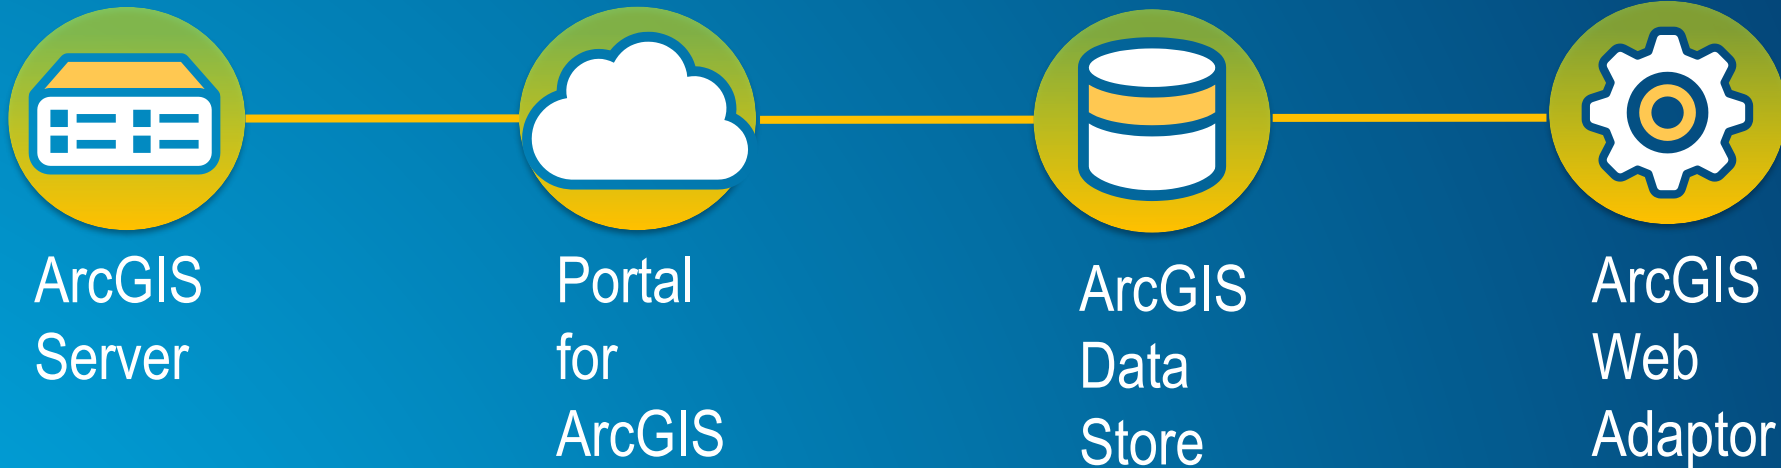 ArcGIS
Server
Portal
for
ArcGIS
ArcGIS
Data
Store
ArcGIS
Web
Adaptor